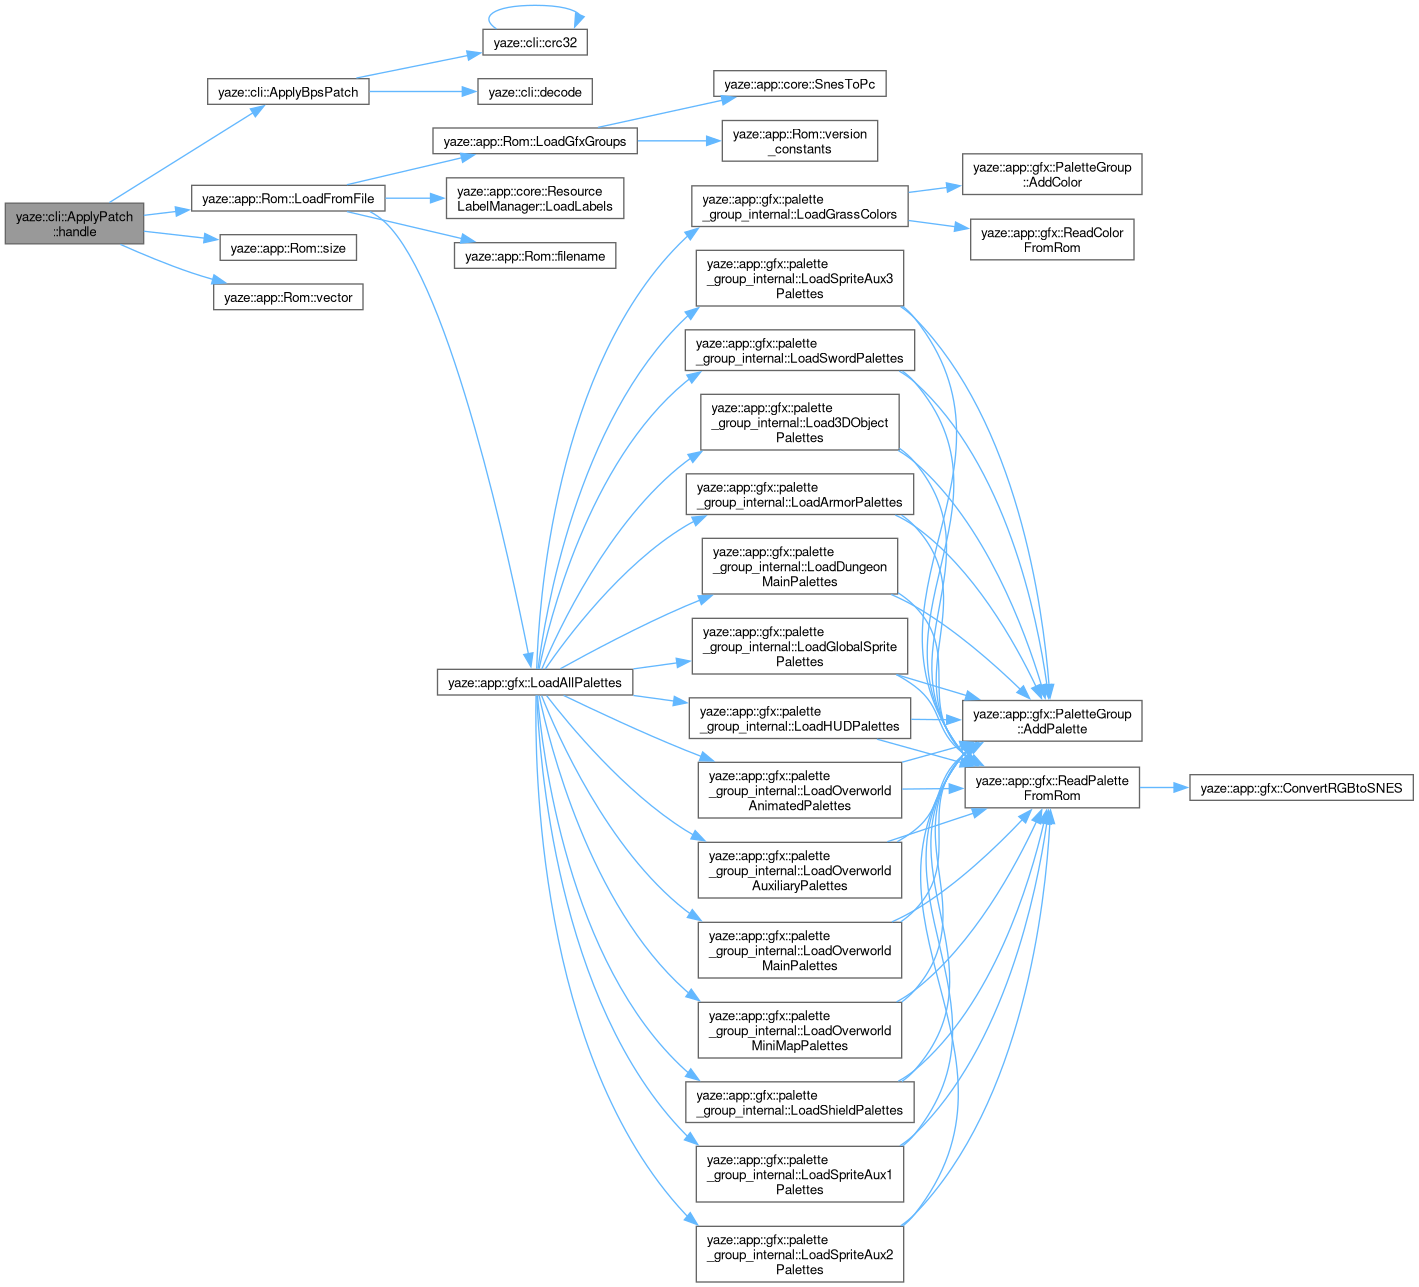 yaze::cli::crc32
yaze::cli::ApplyBpsPatch
yaze::cli::decode
yaze::app::core::SnesToPc
yaze::app::Rom::LoadGfxGroups
yaze::app::Rom::version
_constants
yaze::cli::ApplyPatch
::handle
yaze::app::Rom::LoadFromFile
yaze::app::core::Resource
LabelManager::LoadLabels
yaze::app::Rom::size
yaze::app::Rom::filename
yaze::app::Rom::vector
yaze::app::gfx::palette
_group_internal::LoadGrassColors
yaze::app::gfx::PaletteGroup
::AddColor
yaze::app::gfx::ReadColor
FromRom
yaze::app::gfx::palette
_group_internal::LoadSpriteAux3
Palettes
yaze::app::gfx::palette
_group_internal::LoadSwordPalettes
yaze::app::gfx::palette
_group_internal::Load3DObject
Palettes
yaze::app::gfx::palette
_group_internal::LoadArmorPalettes
yaze::app::gfx::palette
_group_internal::LoadDungeon
MainPalettes
yaze::app::gfx::palette
_group_internal::LoadGlobalSprite
Palettes
yaze::app::gfx::LoadAllPalettes
yaze::app::gfx::palette
_group_internal::LoadHUDPalettes
yaze::app::gfx::PaletteGroup
::AddPalette
yaze::app::gfx::palette
_group_internal::LoadOverworld
AnimatedPalettes
yaze::app::gfx::ReadPalette
FromRom
yaze::app::gfx::ConvertRGBtoSNES
yaze::app::gfx::palette
_group_internal::LoadOverworld
AuxiliaryPalettes
yaze::app::gfx::palette
_group_internal::LoadOverworld
MainPalettes
yaze::app::gfx::palette
_group_internal::LoadOverworld
MiniMapPalettes
yaze::app::gfx::palette
_group_internal::LoadShieldPalettes
yaze::app::gfx::palette
_group_internal::LoadSpriteAux1
Palettes
yaze::app::gfx::palette
_group_internal::LoadSpriteAux2
Palettes